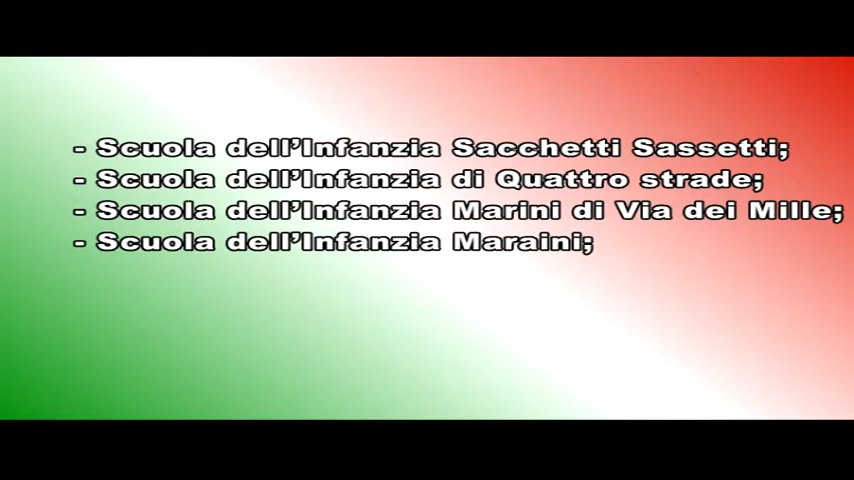 - Scuola dell'Infanzia Sacchetti Sassetti;
- Scuola dell'Infanzia di Quattro strade;
- Scuola dell'Infanzia Marini di Via dei Mille;
- Scuola dell'Infanzia Maraini;